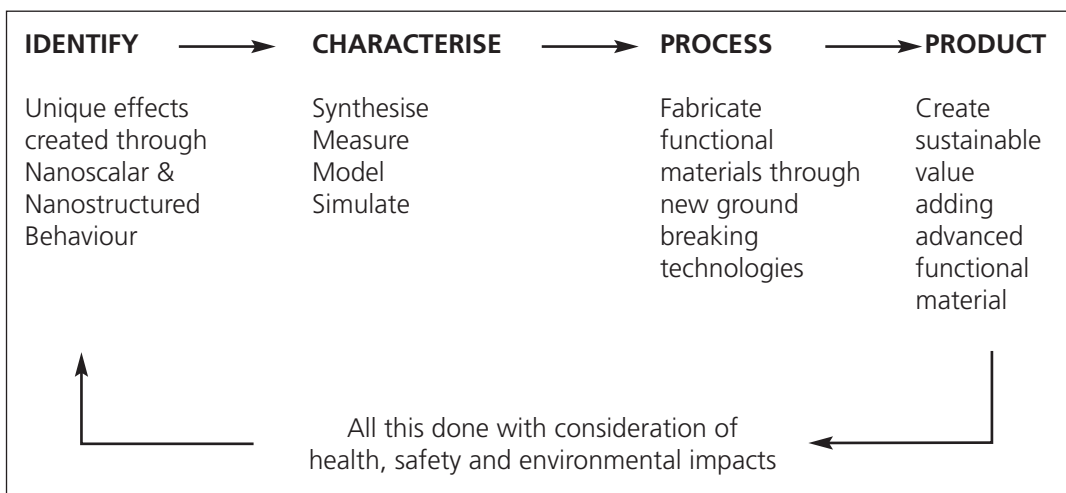 IDENTIFY
CHARACTERISE
PROCESS
PRODUCT
Unique effects
created through
Nanoscalar &
Nanostructured
Behaviour
Synthesise
Measure
Model
Simulate
Fabricate
functional
materials through
new ground
breaking
technologies
Create
sustainable
value
adding
advanced
functional
material
All this done with consideration of
health, safety and environmental impacts